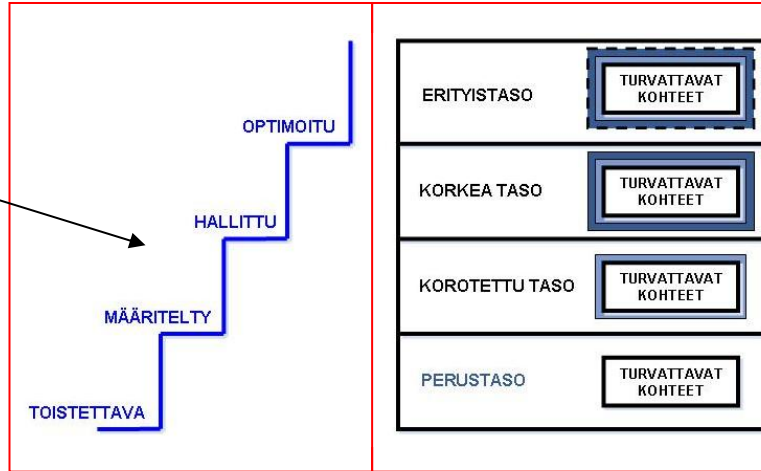 OPTIMOITU
HALLITTU
MÄÄRITELTY
TOISTETTAVA
ERITYISTASO
TURVATTAVAT
KOHTEET
KORKEA TASO
TURVATTAVAT
KOHTEET
KOROTETTU TASO
TURVATTAVAT
KOHTEET
PERUSTASO
TURVATTAVAT
KOHTEET